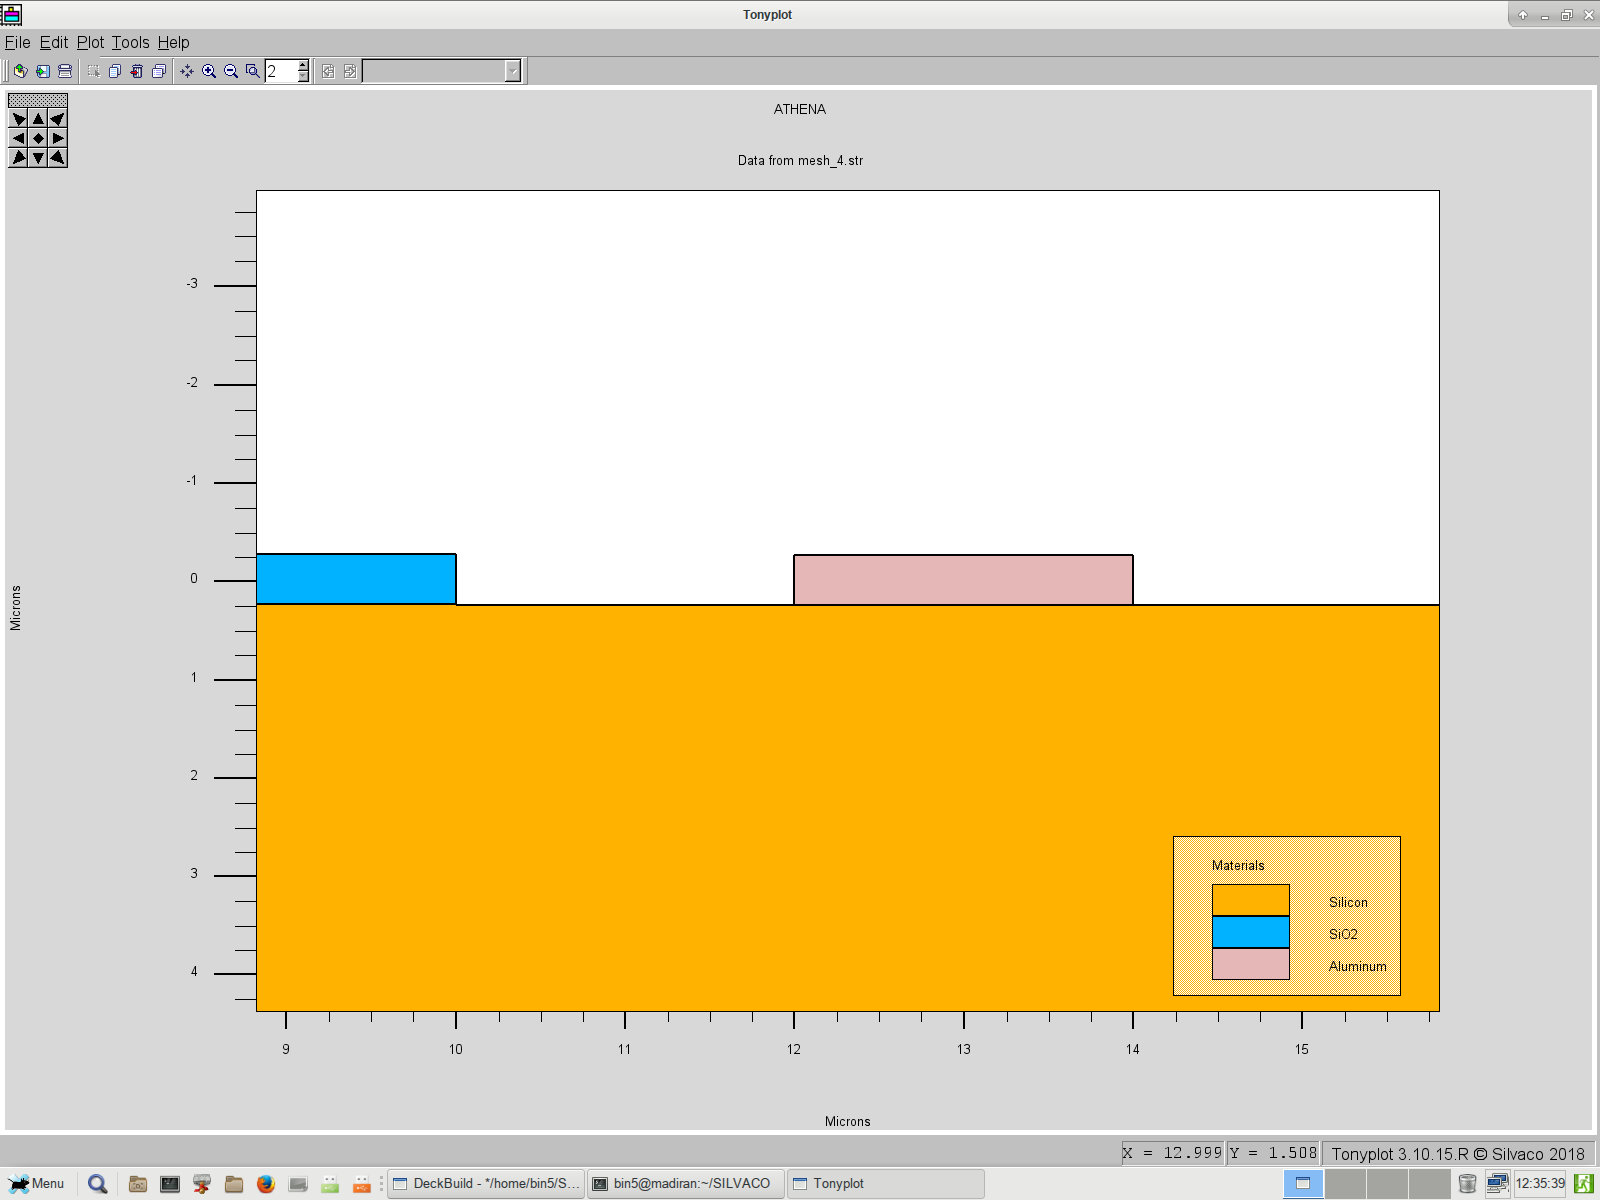 Tonyplot
File Edit Plot Tools Help
2
ATHENA
Data from mesh_4.str
-3
-2
-1
0
1
2
3
4
Microns
Materials
Silicon
SiO2
Aluminum
9 10 11 12 13 14 15
Microns
X = 12.999 Y = 1.508 Tonyplot 3.10.15.R © Silvaco 2018
Menu DeckBuild - */home/bin5/S... bin5@madiran:~/SILVACO Tonyplot 12:35:39